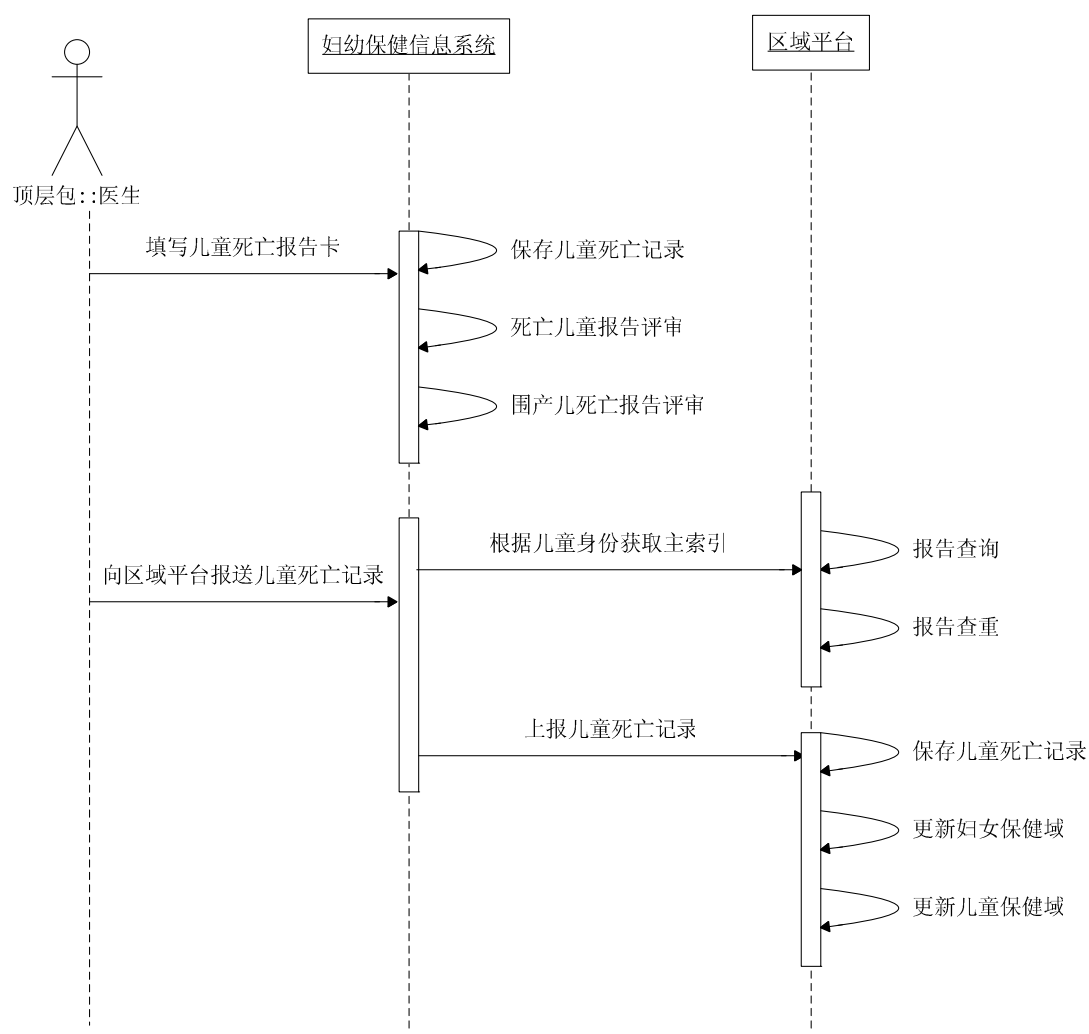 妇幼保健信息系统
区域平台
顶层包::医生
填写儿童死亡报告卡
保存儿童死亡记录
死亡儿童报告评审
围产儿死亡报告评审
根据儿童身份获取主索引
报告查询
向区域平台报送儿童死亡记录
报告查重
上报儿童死亡记录
保存儿童死亡记录
更新妇女保健域
更新儿童保健域